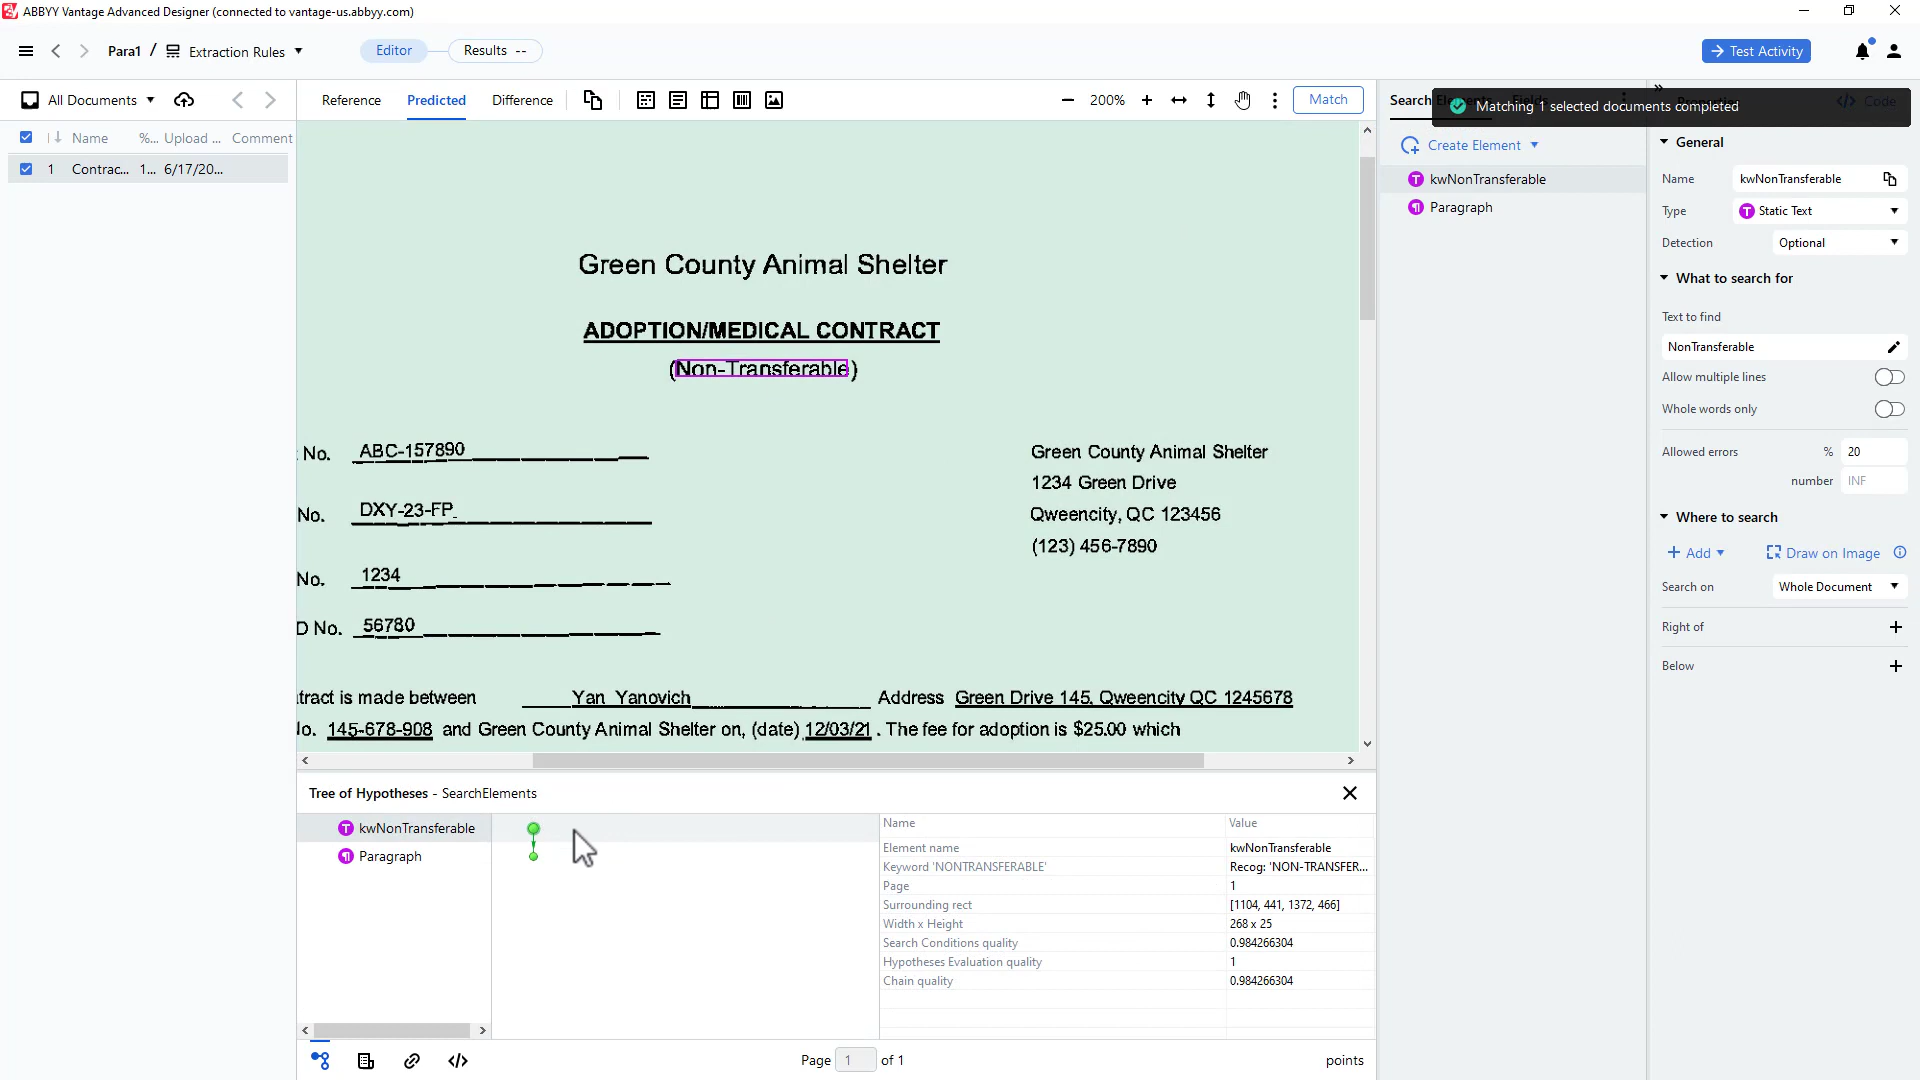 ABBYY Vantage Advanced Designer (connected to vantage-us.abbyy.com)
Para1 / Extraction Rules
Editor
Results --
Test Activity
All Documents
Reference
Predicted
Difference
200%
Match
Search
Matching 1 selected documents completed
Name
%...
Upload ...
Comment
1
Contrac...
1...
6/17/20...
Create Element
kwNonTransferable
Paragraph
Green County Animal Shelter
ADOPTION/MEDICAL CONTRACT
(Non-Transferable)
No. ABC-157890
No. DXY-23-FP
No. 1234
D No. 56780
Green County Animal Shelter
1234 Green Drive
Qweencity, QC 123456
(123) 456-7890
tract is made between Yan Yanovich Address Green Drive 145, Qweencity QC 1245678
lo. 145-678-908 and Green County Animal Shelter on, (date) 12/03/21 . The fee for adoption is $25.00 which
General
Name kwNonTransferable
Type Static Text
Detection Optional
What to search for
Text to find
NonTransferable
Allow multiple lines
Whole words only
Allowed errors % 20
number INF
Where to search
Add
Draw on Image
Search on Whole Document
Right of
Below
Tree of Hypotheses - SearchElements
kwNonTransferable
Paragraph
Name Value
Element name kwNonTransferable
Keyword 'NONTRANSFERABLE' Recog: 'NON-TRANSFER...
Page 1
Surrounding rect [1104, 441, 1372, 466]
Width x Height 268 x 25
Search Conditions quality 0.984266304
Hypotheses Evaluation quality 1
Chain quality 0.984266304
Page 1 of 1
points